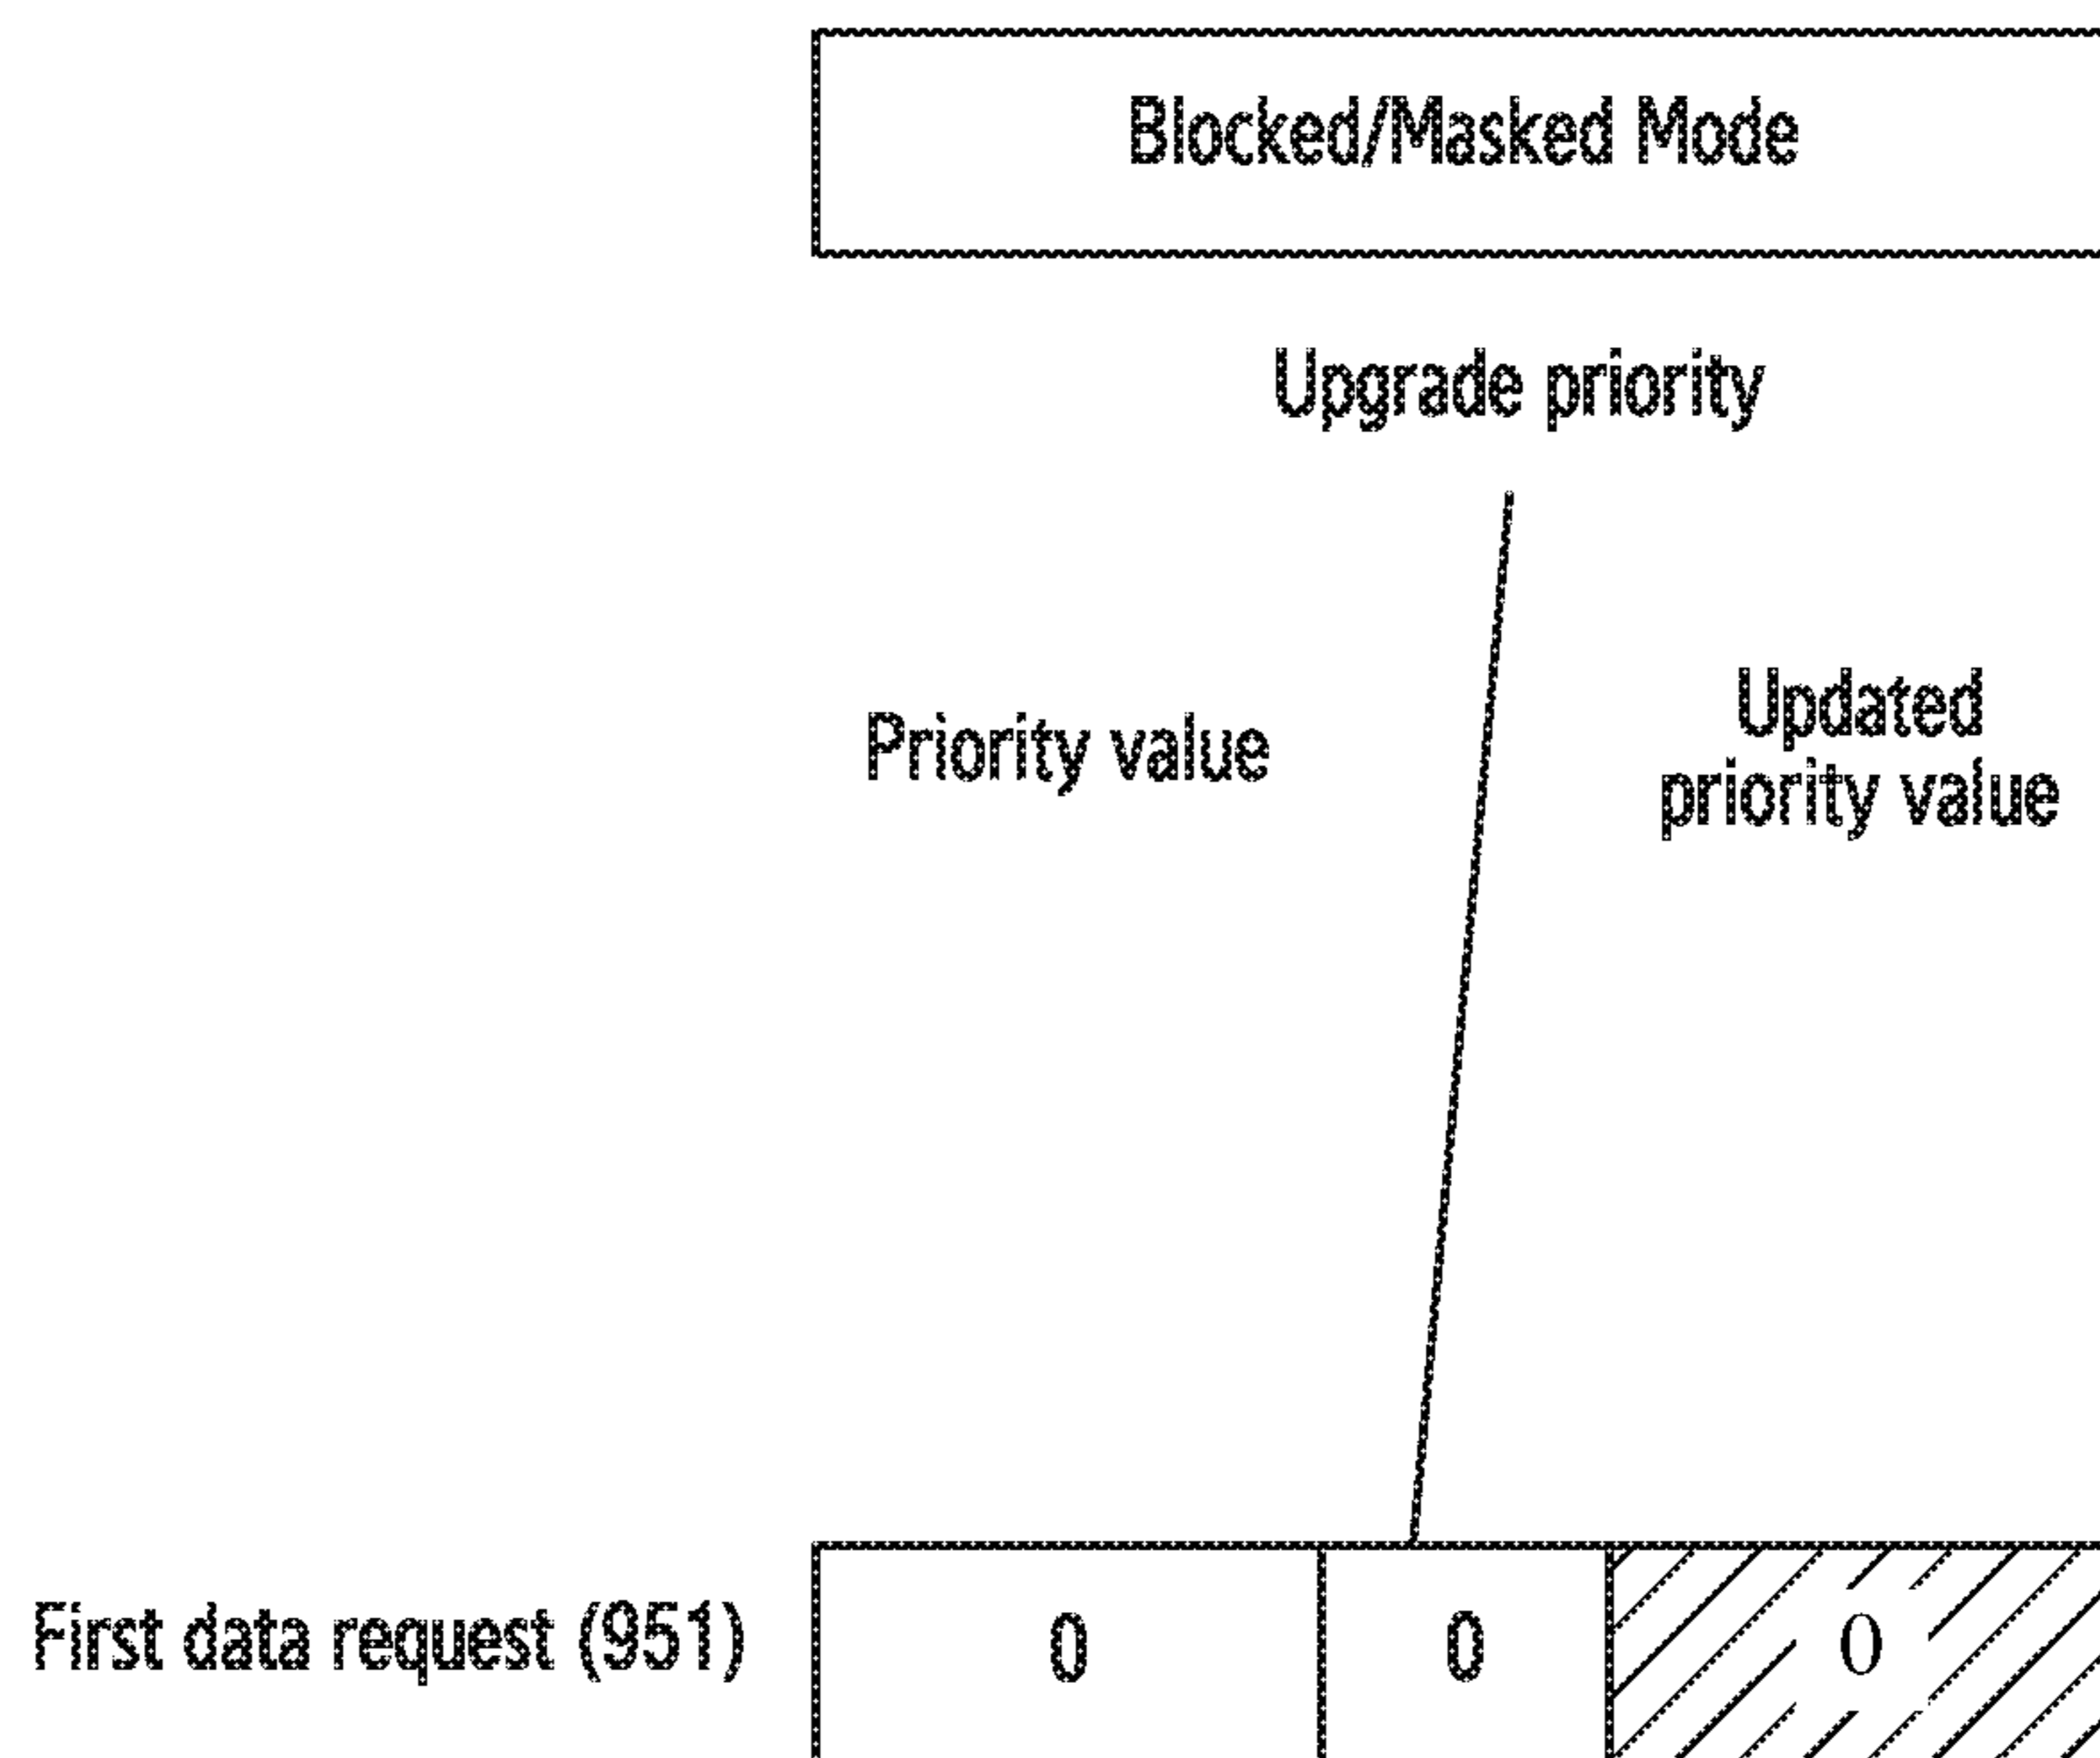 Blocked/Masked Mode
Upgrade priority
Priority value
Updated
priority value
First data request (951)
0
0
0